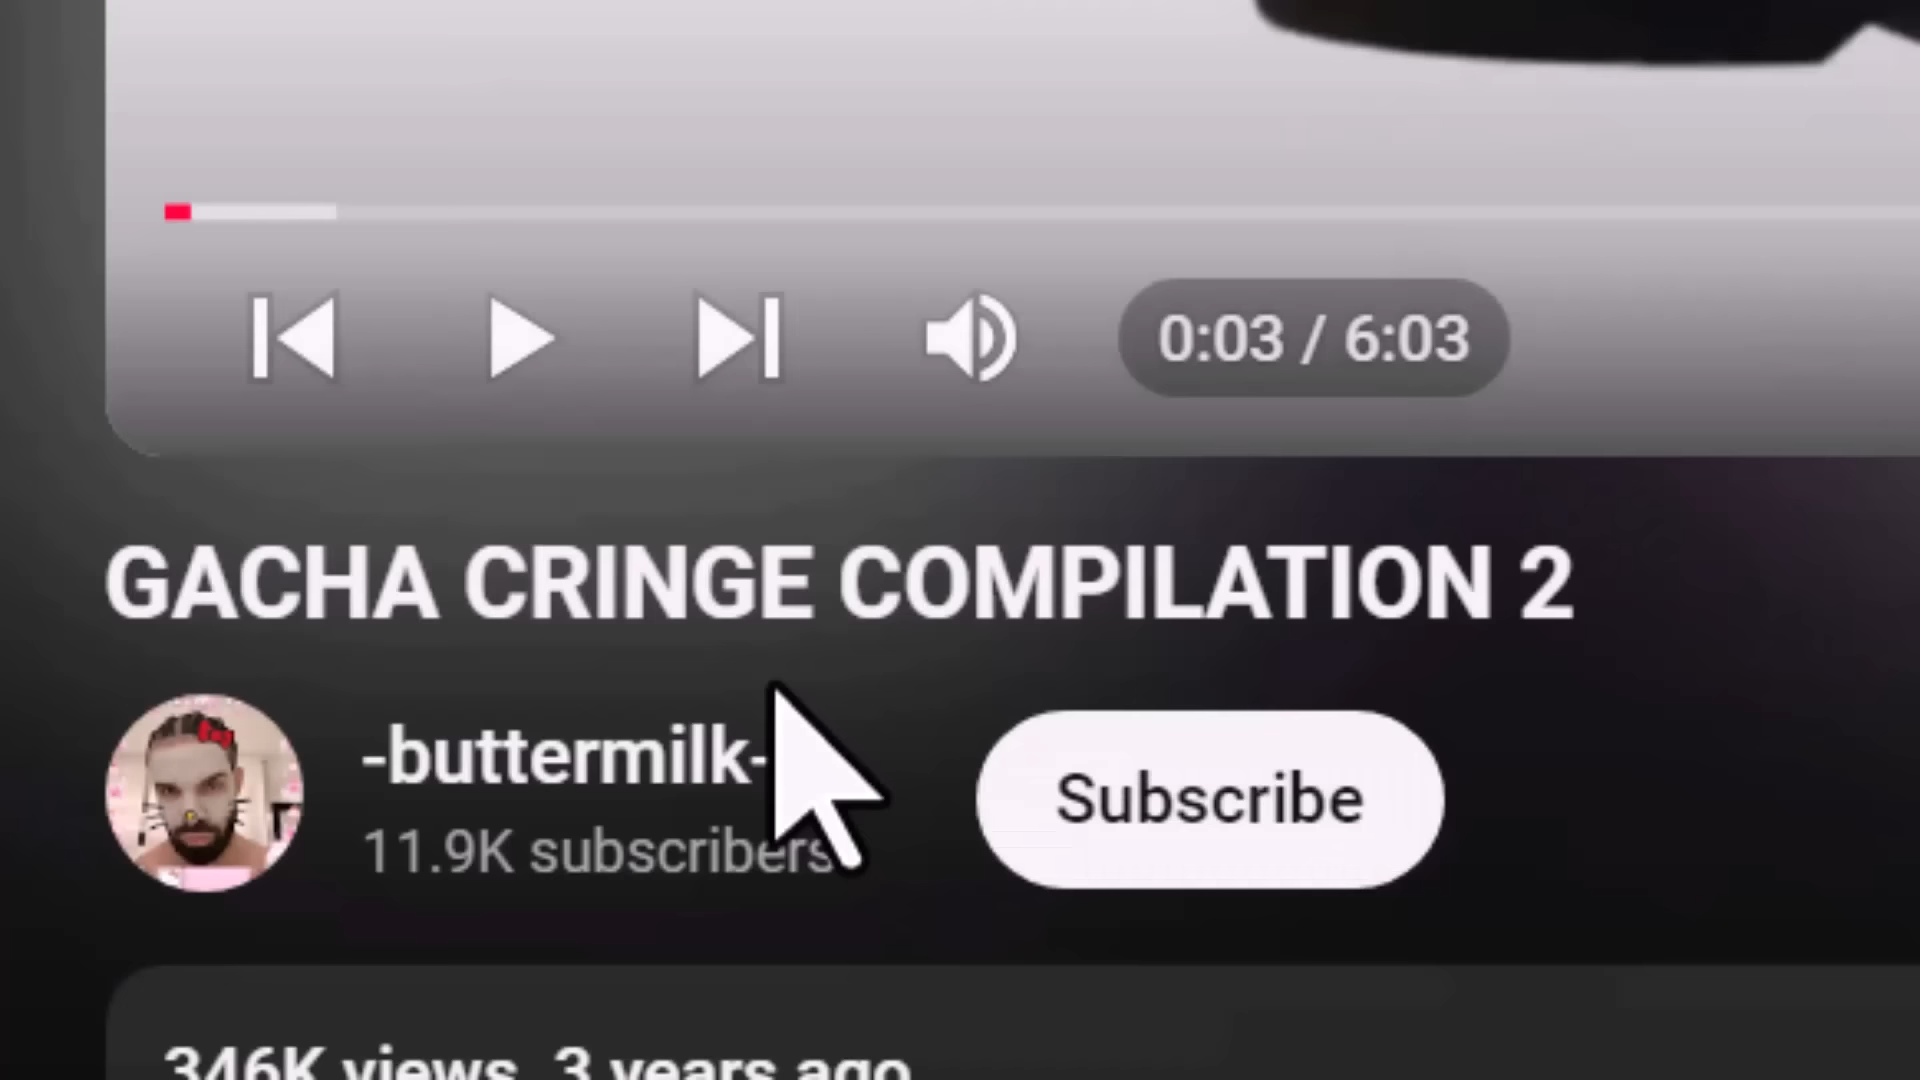 0:03 / 6:03
GACHA CRINGE COMPILATION 2
-buttermilk-
11.9K subscribers
Subscribe
346K views  3 years ago